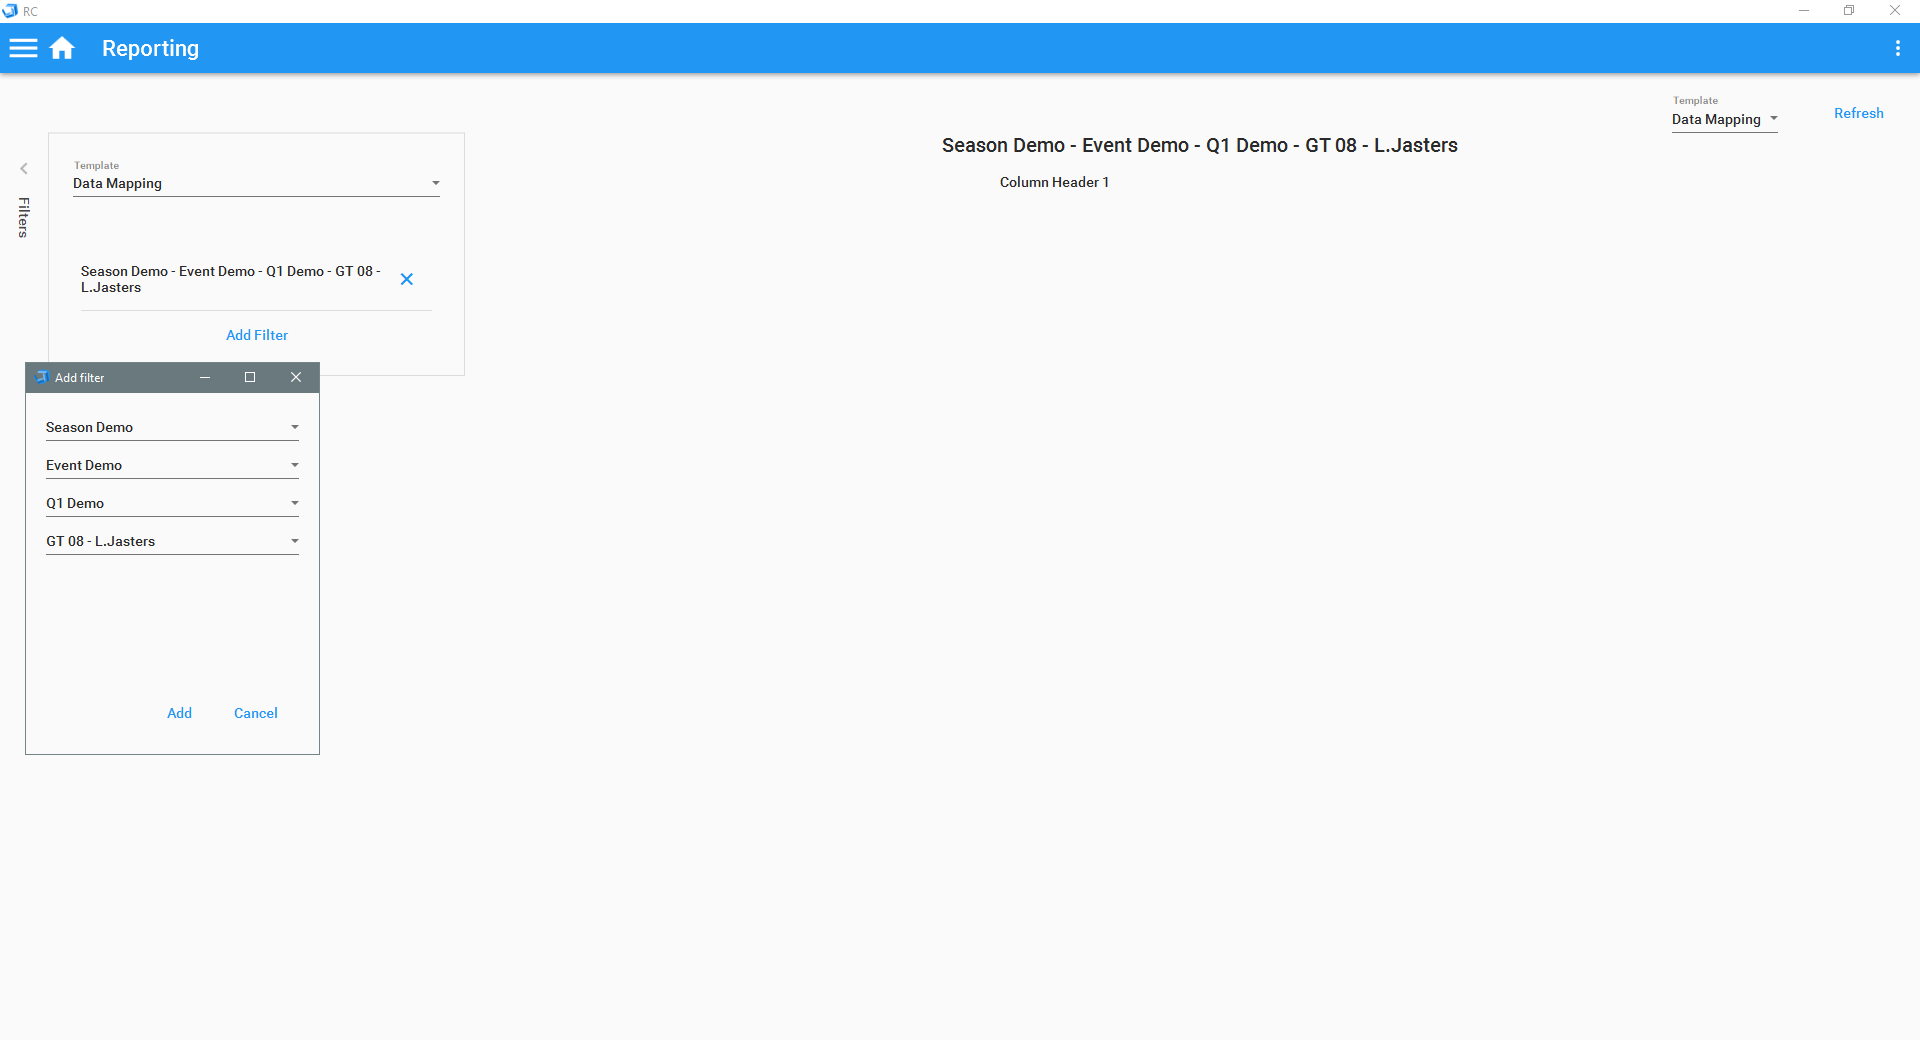 RC
Reporting
Template
Data Mapping
Refresh
Filters
Template
Data Mapping
Season Demo - Event Demo - Q1 Demo - GT 08 -
L.Jasters
Add Filter
Season Demo - Event Demo - Q1 Demo - GT 08 - L.Jasters
Column Header 1
Add filter
Season Demo
Event Demo
Q1 Demo
GT 08 - L.Jasters
Add
Cancel